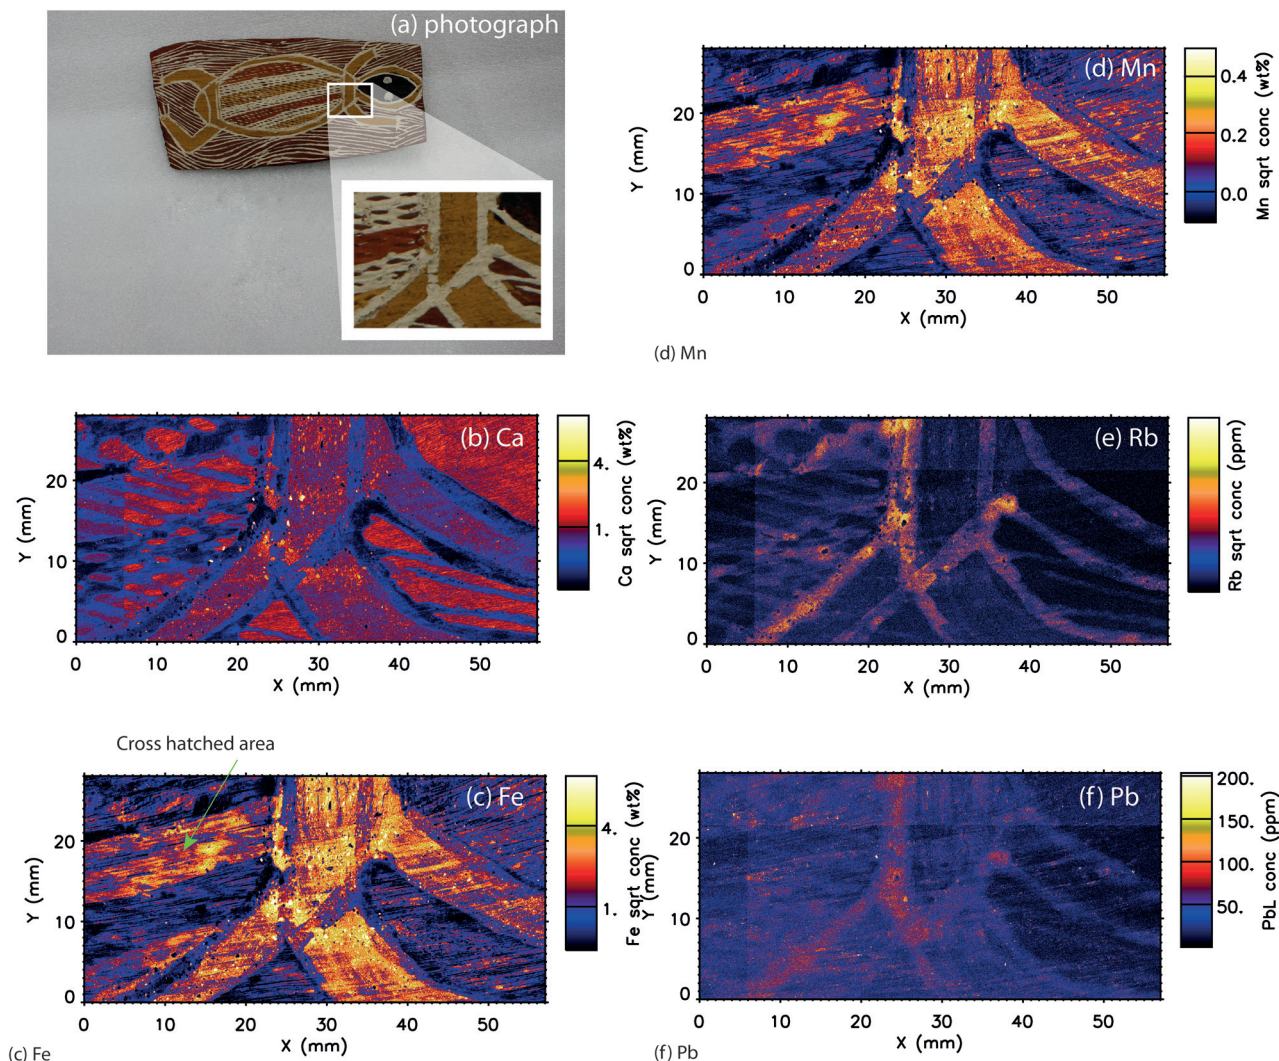 (a) photograph
(d) Mn
Y (mm)
20
10
0
0 10 20 30 40 50
X (mm)
0.4
0.2
0.0
Mn sqrt conc (wt%)
(d) Mn
(b) Ca
Y (mm)
20
10
0
0 10 20 30 40 50
X (mm)
4.
1.
Ca sqrt conc (wt%)
(e) Rb
Y (mm)
20
10
0
0 10 20 30 40 50
X (mm)
Rb sqrt conc (ppm)
Cross hatched area
(c) Fe
Y (mm)
20
10
0
0 10 20 30 40 50
X (mm)
4.
1.
Fe sqrt conc (wt%)
(c) Fe
(f) Pb
Y (mm)
20
10
0
0 10 20 30 40 50
X (mm)
200.
150.
100.
50.
PbL conc (ppm)
(f) Pb